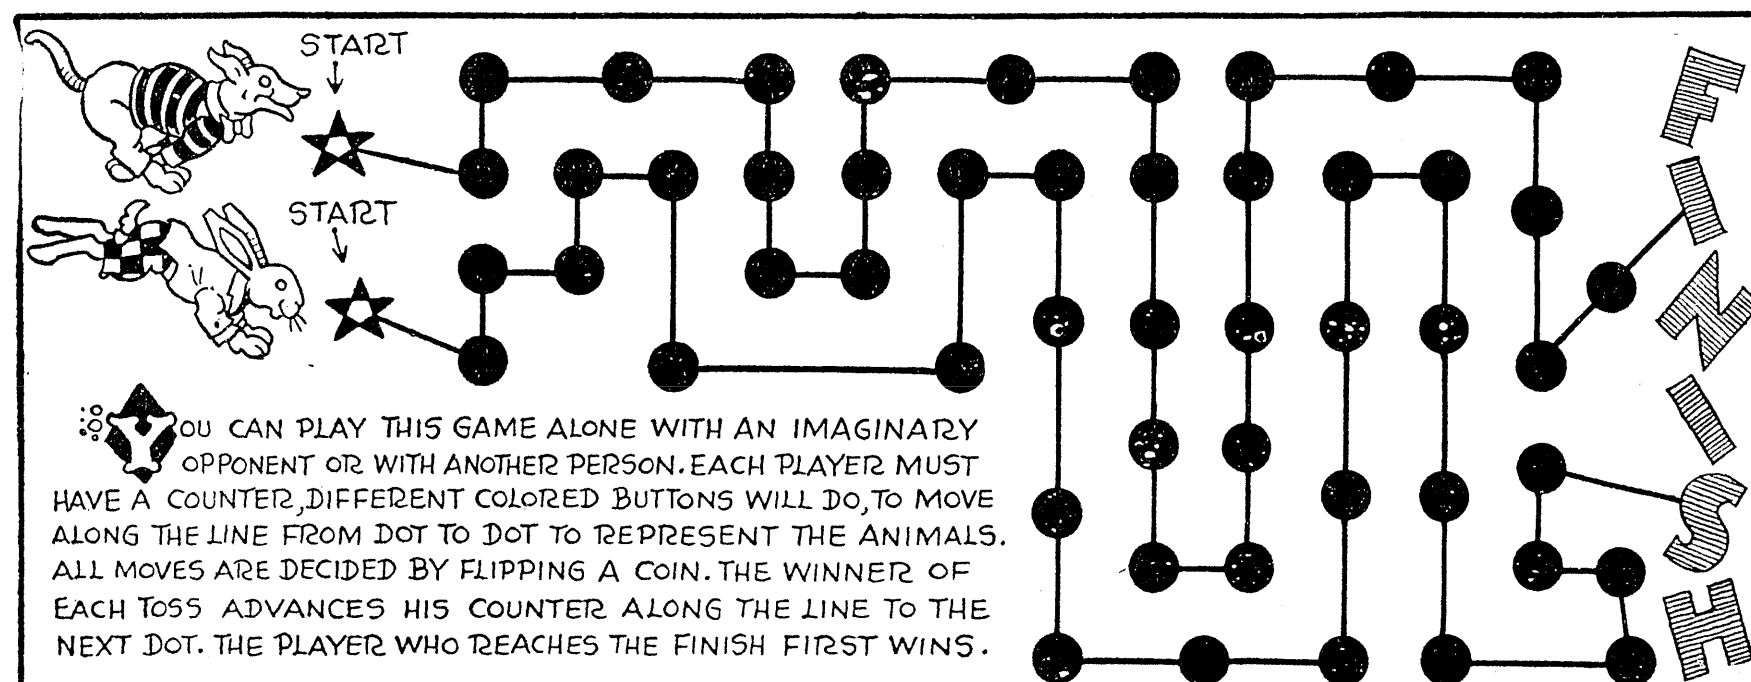 START
START
YOU CAN PLAY THIS GAME ALONE WITH AN IMAGINARY
OPPONENT OR WITH ANOTHER PERSON. EACH PLAYER MUST
HAVE A COUNTER, DIFFERENT COLORED BUTTONS WILL DO, TO MOVE
ALONG THE LINE FROM DOT TO DOT TO REPRESENT THE ANIMALS.
ALL MOVES ARE DECIDED BY FLIPPING A COIN. THE WINNER OF
EACH TOSS ADVANCES HIS COUNTER ALONG THE LINE TO THE
NEXT DOT. THE PLAYER WHO REACHES THE FINISH FIRST WINS.
FINISH